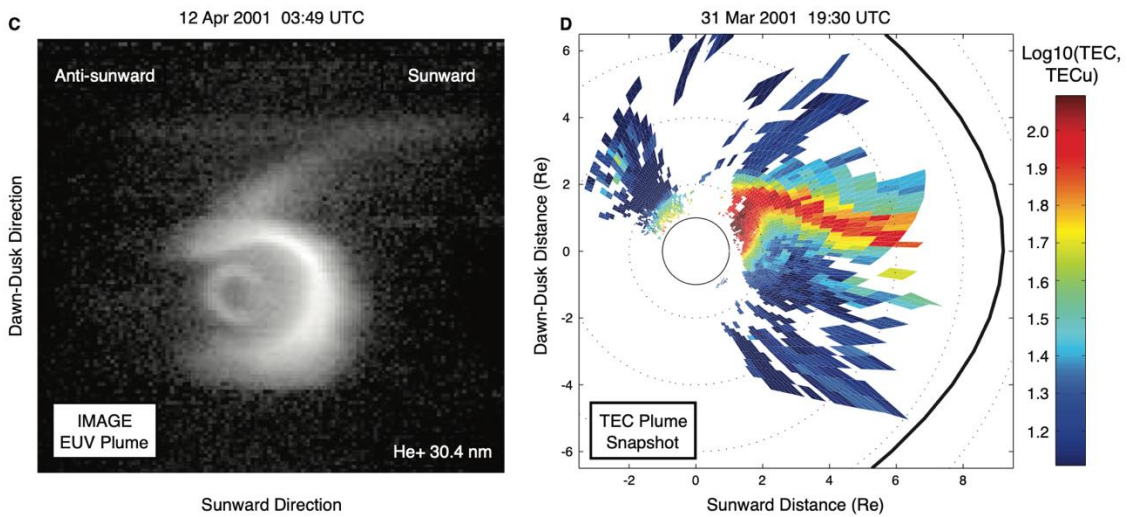 C
12 Apr 2001 03:49 UTC
Anti-sunward
Sunward
Dawn-Dusk Direction
IMAGE
EUV Plume
He+ 30.4 nm
Sunward Direction
D
31 Mar 2001 19:30 UTC
6
4
2
0
-2
-4
-6
Dawn-Dusk Distance (Re)
TEC Plume
Snapshot
-2
0
2
4
6
8
Sunward Distance (Re)
Log10(TEC,
TECu)
2.0
1.9
1.8
1.7
1.6
1.5
1.4
1.3
1.2